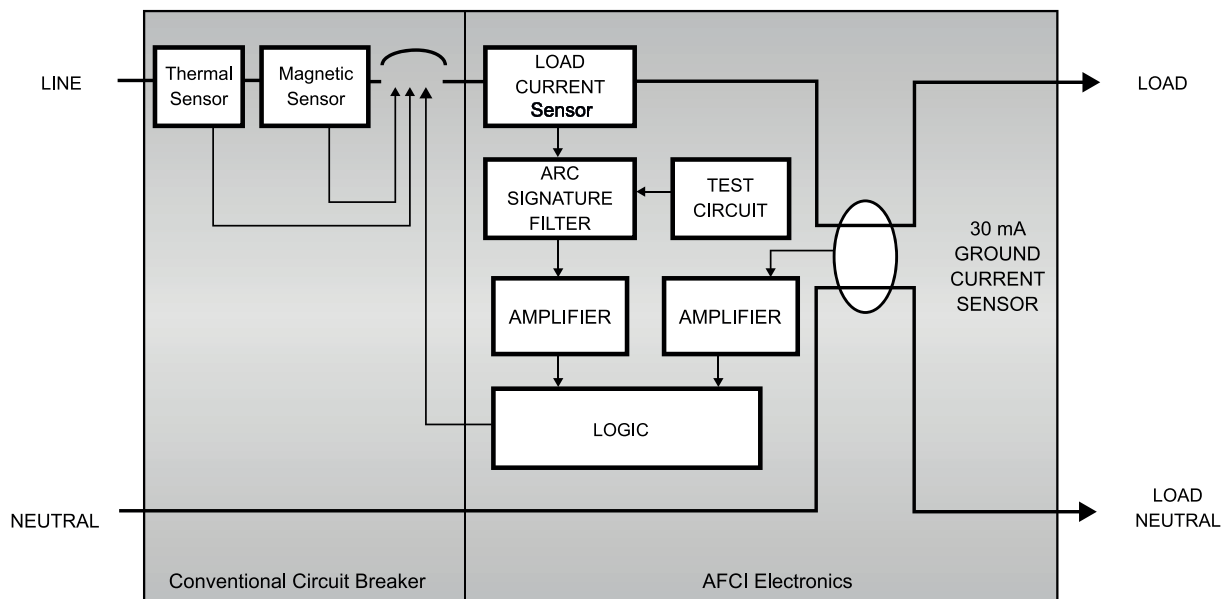 LINE
Thermal
Sensor
Magnetic
Sensor
LOAD
CURRENT
Sensor
LOAD
ARC
SIGNATURE
FILTER
TEST
CIRCUIT
30 mA
GROUND
CURRENT
SENSOR
AMPLIFIER
AMPLIFIER
LOGIC
NEUTRAL
LOAD
NEUTRAL
Conventional Circuit Breaker
AFCI Electronics